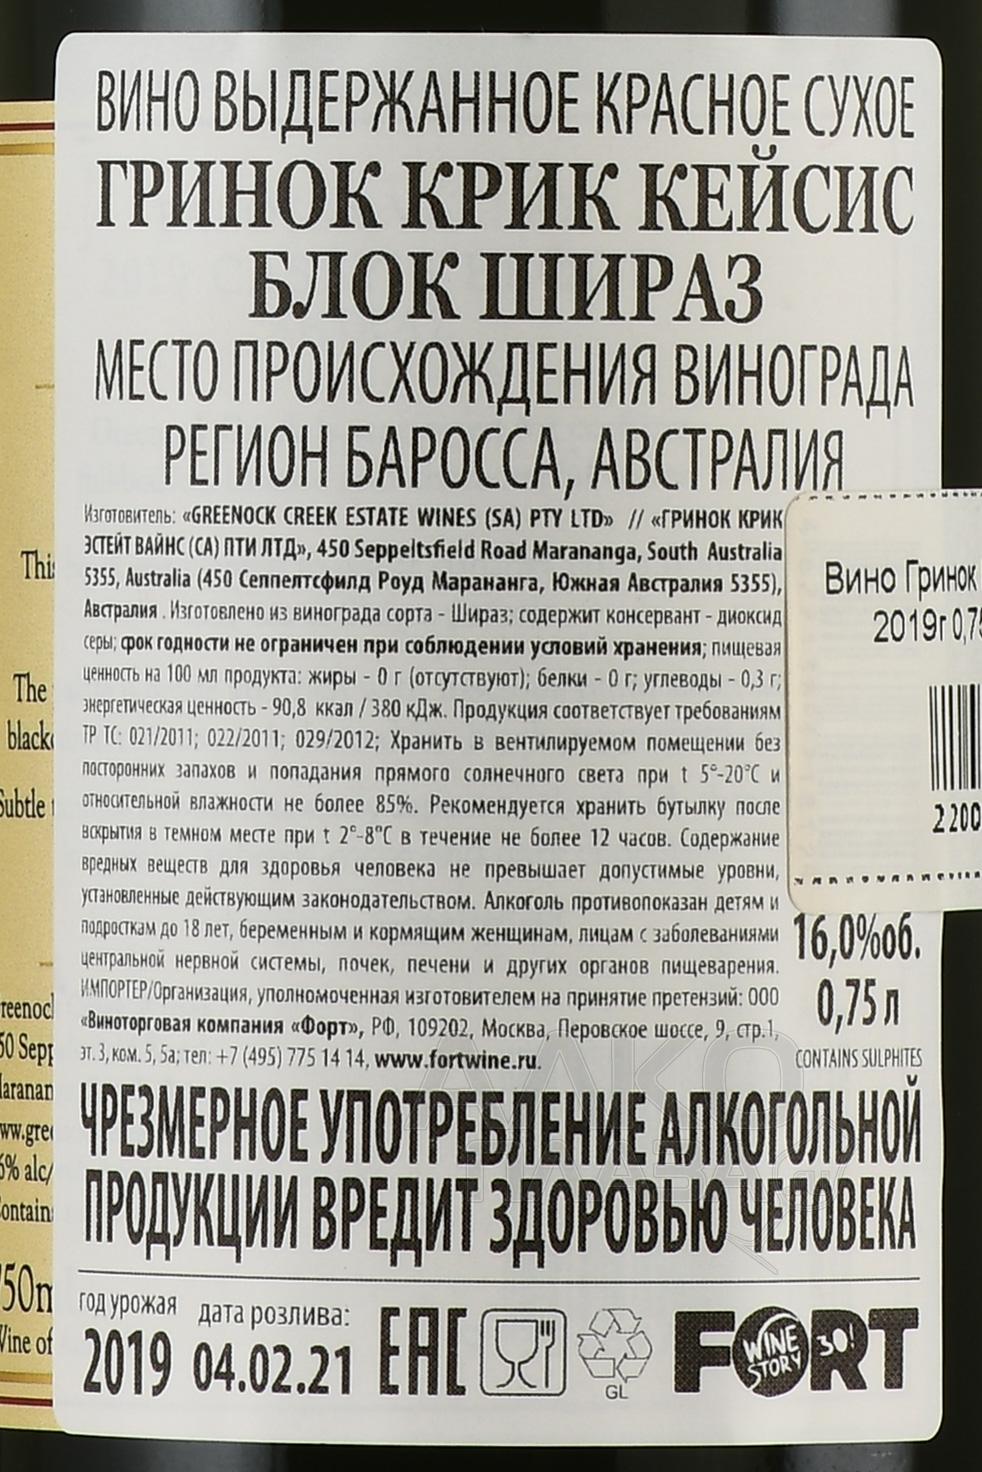 ВИНО ВЫДЕРЖАННОЕ КРАСНОЕ СУХОЕ
ГРИНОК КРИК КЕЙСИС
БЛОК ШИРАЗ
МЕСТО ПРОИСХОЖДЕНИЯ ВИНОГРАДА
РЕГИОН БАРОССА, АВСТРАЛИЯ
Изготовитель: «GREENOCK CREEK ESTATE WINES (SA) PTY LTD» // «ГРИНОК КРИК
ЭСТЕЙТ ВАЙНС (СА) ПТИ ЛТД», 450 Seppeltsfield Road Marananga, South Australia
5355, Australia (450 Сеппелтсфилд Роуд Марананга, Южная Австралия 5355),
Австралия . Изготовлено из винограда сорта - Шираз; содержит консервант - диоксид
серы; срок годности не ограничен при соблюдении условий хранения; пищевая
ценность на 100 мл продукта: жиры - 0 г (отсутствуют); белки - 0 г; углеводы - 0,3 г;
энергетическая ценность - 90,8 ккал / 380 кДж. Продукция соответствует требованиям
ТР ТС: 021/2011; 022/2011; 029/2012; Хранить в вентилируемом помещении без
посторонних запахов и попадания прямого солнечного света при t 5°-20°С и
относительной влажности не более 85%. Рекомендуется хранить бутылку после
вскрытия в темном месте при t 2°-8°С в течение не более 12 часов. Содержание
вредных веществ для здоровья человека не превышает допустимые уровни,
установленные действующим законодательством. Алкоголь противопоказан детям и
подросткам до 18 лет, беременным и кормящим женщинам, лицам с заболеваниями
центральной нервной системы, почек, печени и других органов пищеварения.
ИМПОРТЕР/Организация, уполномоченная изготовителем на принятие претензий: ООО
«Виноторговая компания «Форт», РФ, 109202, Москва, Перовское шоссе, 9, стр.1,
эт. 3, ком. 5, 5а; тел: +7 (495) 775 14 14, www.fortwine.ru.
Вино Гринок
2019г 0,75
2 200
16,0%об.
0,75 л
CONTAINS SULPHITES
ЧРЕЗМЕРНОЕ УПОТРЕБЛЕНИЕ АЛКОГОЛЬНОЙ
ПРОДУКЦИИ ВРЕДИТ ЗДОРОВЬЮ ЧЕЛОВЕКА
год урожая
2019
дата розлива:
04.02.21
ЕАС
GL
FORT
WINE
STORY
30!
The
Subtle